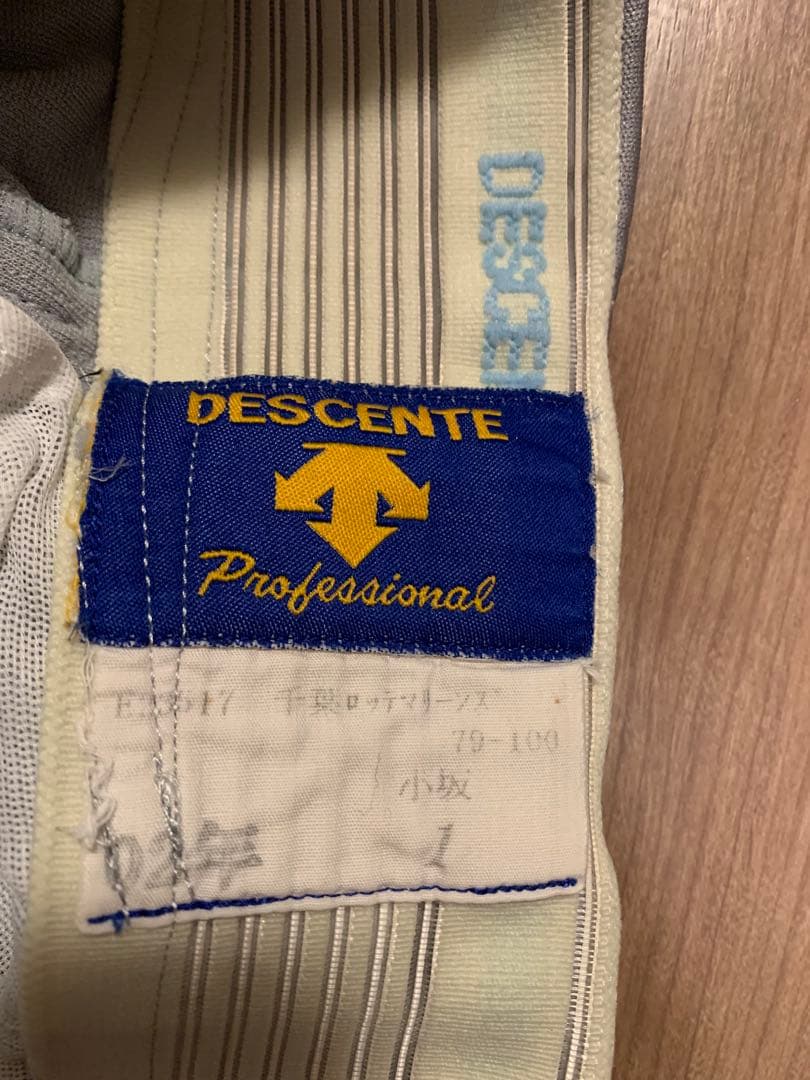 DESCE
DESCENTE
Professional
千葉ロッテマリーンズ
79-100
小坂
02年 1